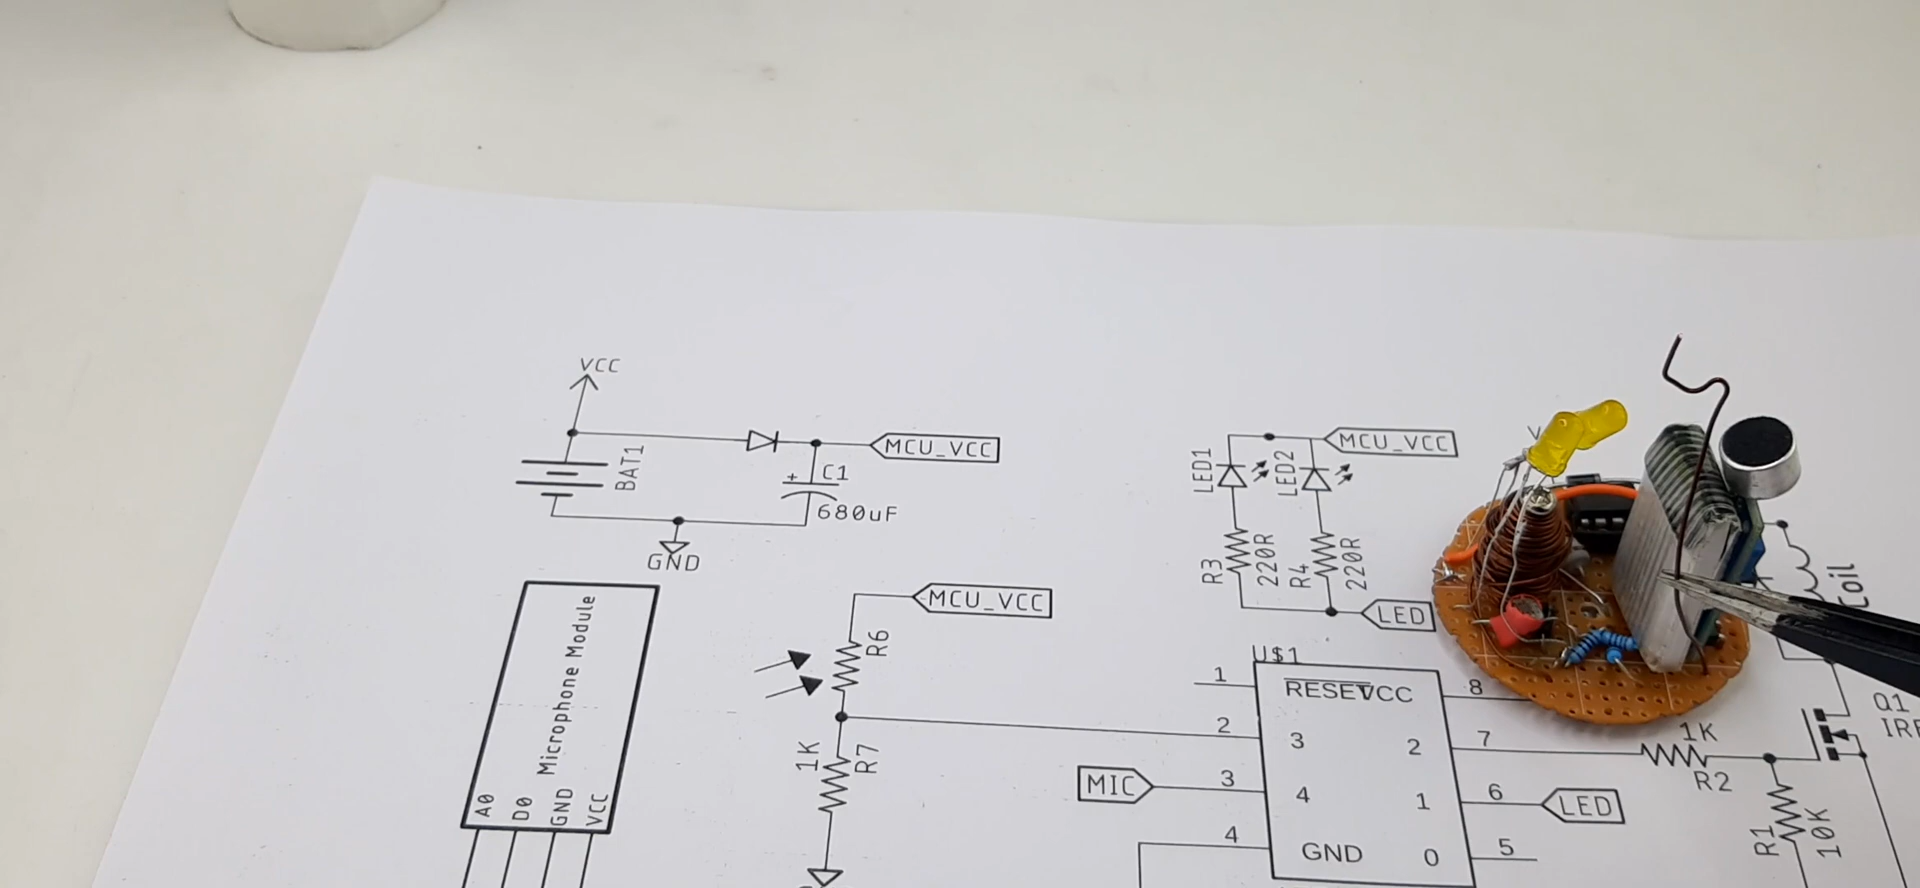 VCC
BAT1
MCU_VCC
+
C1
680uF
GND
Microphone Module
A0
D0
GND
VCC
MCU_VCC
R6
1K
R7
LED1
LED2
MCU_VCC
R3
220R
R4
220R
LED
U$1
1
RESET
VCC
8
2
3
2
7
MIC
3
4
1
6
LED
4
GND
0
5
1K
R2
R1
10K
Q1
Coil